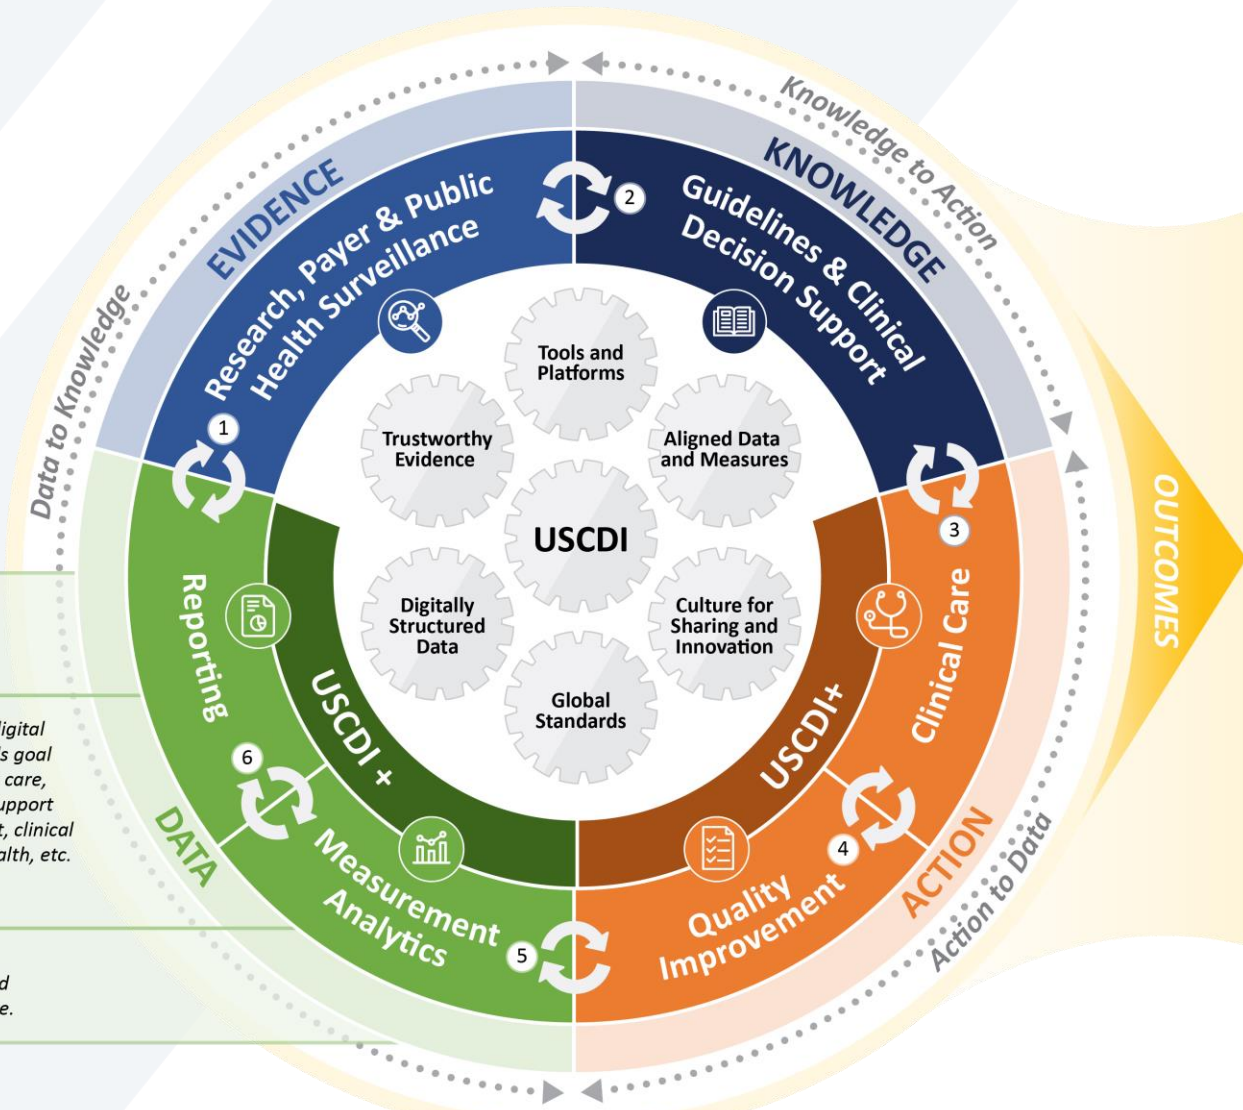 Data to Knowledge
Knowledge to Action
EVIDENCE
KNOWLEDGE
Research, Payer & Public
Health Surveillance
2
Guidelines & Clinical
Decision Support
1
Tools and
Platforms
Trustworthy
Evidence
Aligned Data
and Measures
USCDI
Digitally
Structured
Data
Culture for
Sharing and
Innovation
Global
Standards
3
OUTCOMES
Reporting
USCDI +
USCDI+
Clinical Care
6
DATA
Measurement
Analytics
5
Quality
Improvement
4
ACTION
Action to Data
digital
s goal
care,
upport
t, clinical
alth, etc.
d
e.